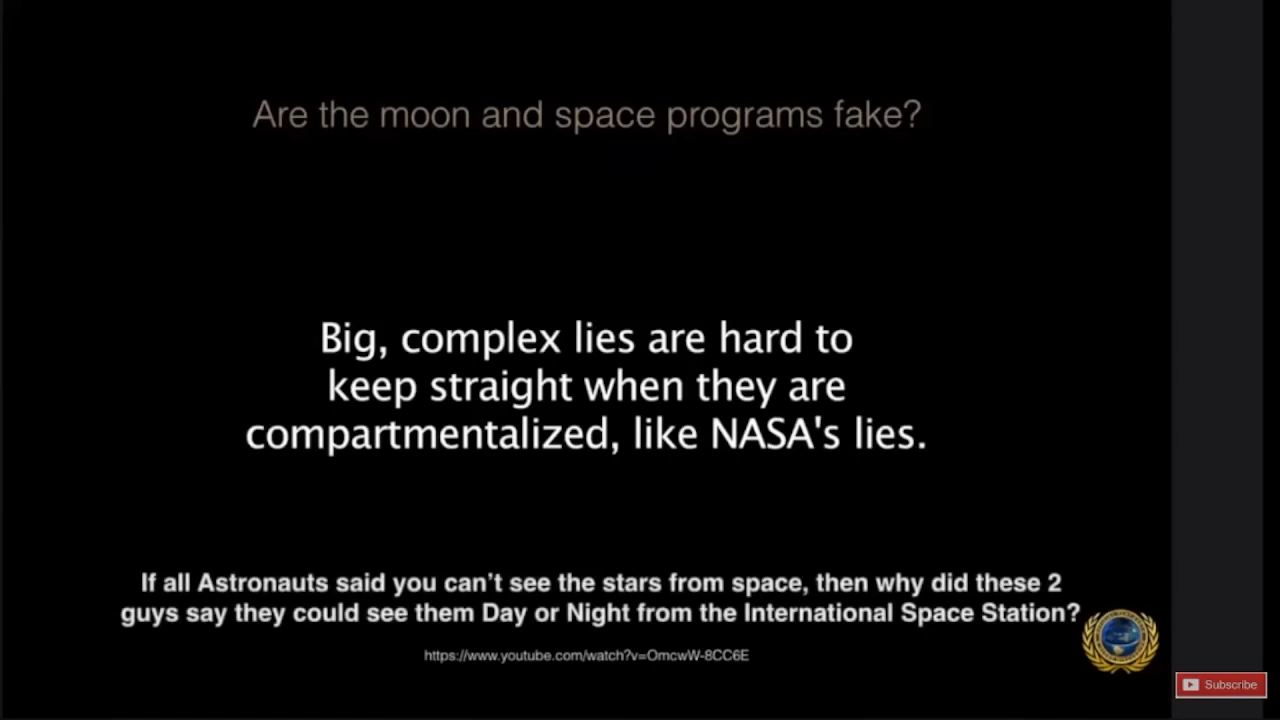 Are the moon and space programs fake?
Big, complex lies are hard to
keep straight when they are
compartmentalized, like NASA's lies.
If all Astronauts said you can't see the stars from space, then why did these 2
guys say they could see them Day or Night from the International Space Station?
https://www.youtube.com/watch?v=OmcwW-8CC6E
Subscribe